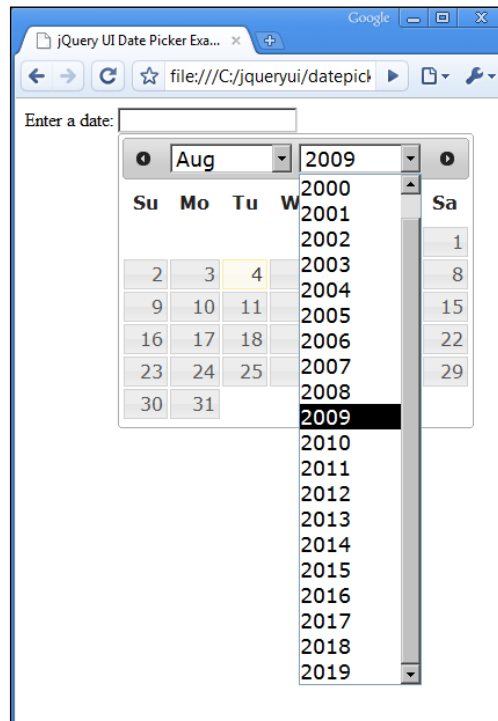 Google
jQuery UI Date Picker Exa...
file:///C:/jqueryui/datepick
Enter a date:
Aug 2009
Su Mo Tu W Sa
1
2 3 4 8
9 10 11 15
16 17 18 22
23 24 25 29
30 31
2000
2001
2002
2003
2004
2005
2006
2007
2008
2009
2010
2011
2012
2013
2014
2015
2016
2017
2018
2019